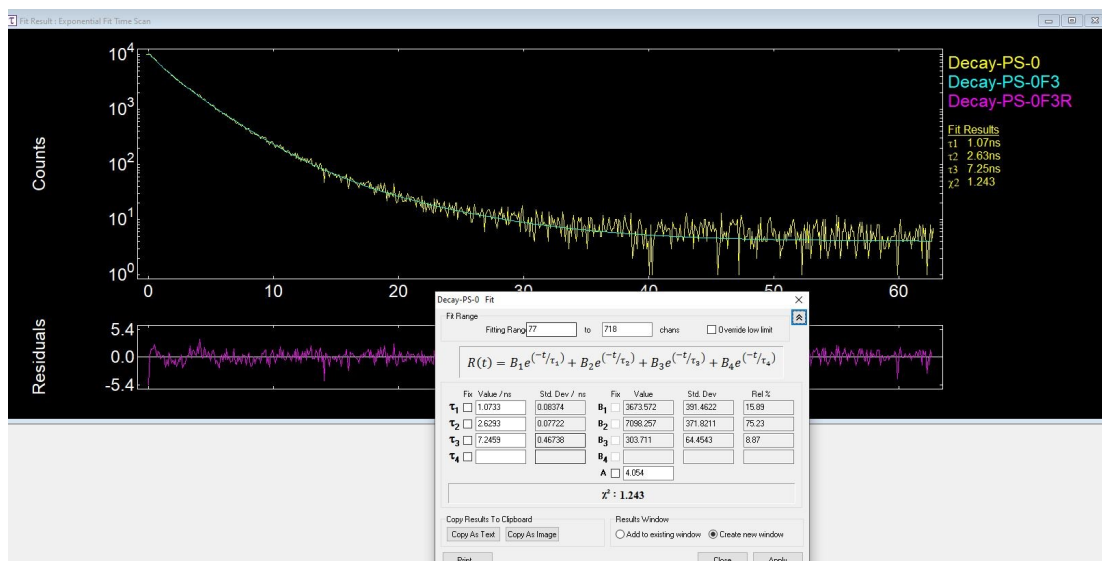 τ Fit Result : Exponential Fit Time Scan
10⁴
10³
10²
10¹
10⁰
Counts
0 10 20 30 40 50 60
Decay-PS-0
Decay-PS-0F3
Decay-PS-0F3R
Fit Results
τ1 1.07ns
τ2 2.63ns
τ3 7.25ns
χ2 1.243
Residuals
5.4
0.0
-5.4
Decay-PS-0 Fit
Fit Range
Fitting Rang 77 to 718 chans Override low limit
R(t) = B₁e^(−t/τ₁) + B₂e^(−t/τ₂) + B₃e^(−t/τ₃) + B₄e^(−t/τ₄)
Fix Value / ns Std. Dev / ns Fix Value Std. Dev Rel %
τ₁ 1.0733 0.08374 B₁ 3673.572 391.4622 15.89
τ₂ 2.6293 0.07722 B₂ 7098.257 371.8211 75.23
τ₃ 7.2459 0.46738 B₃ 303.711 64.4543 8.87
τ₄ B₄
A 4.054
χ² : 1.243
Copy Results To Clipboard
Copy As Text Copy As Image
Results Window
Add to existing window Create new window
Print Close Apply